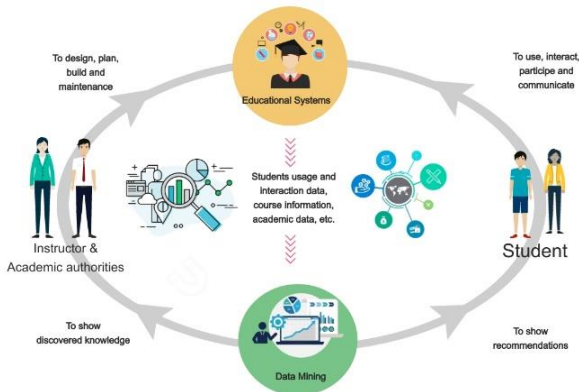 To design, plan,
build and
maintenance
Educational Systems
To use, interact,
participe and
communicate
Students usage and
interaction data,
course information,
academic data, etc.
Instructor &
Academic authorities
Student
To show
discovered knowledge
Data Mining
To show
recommendations